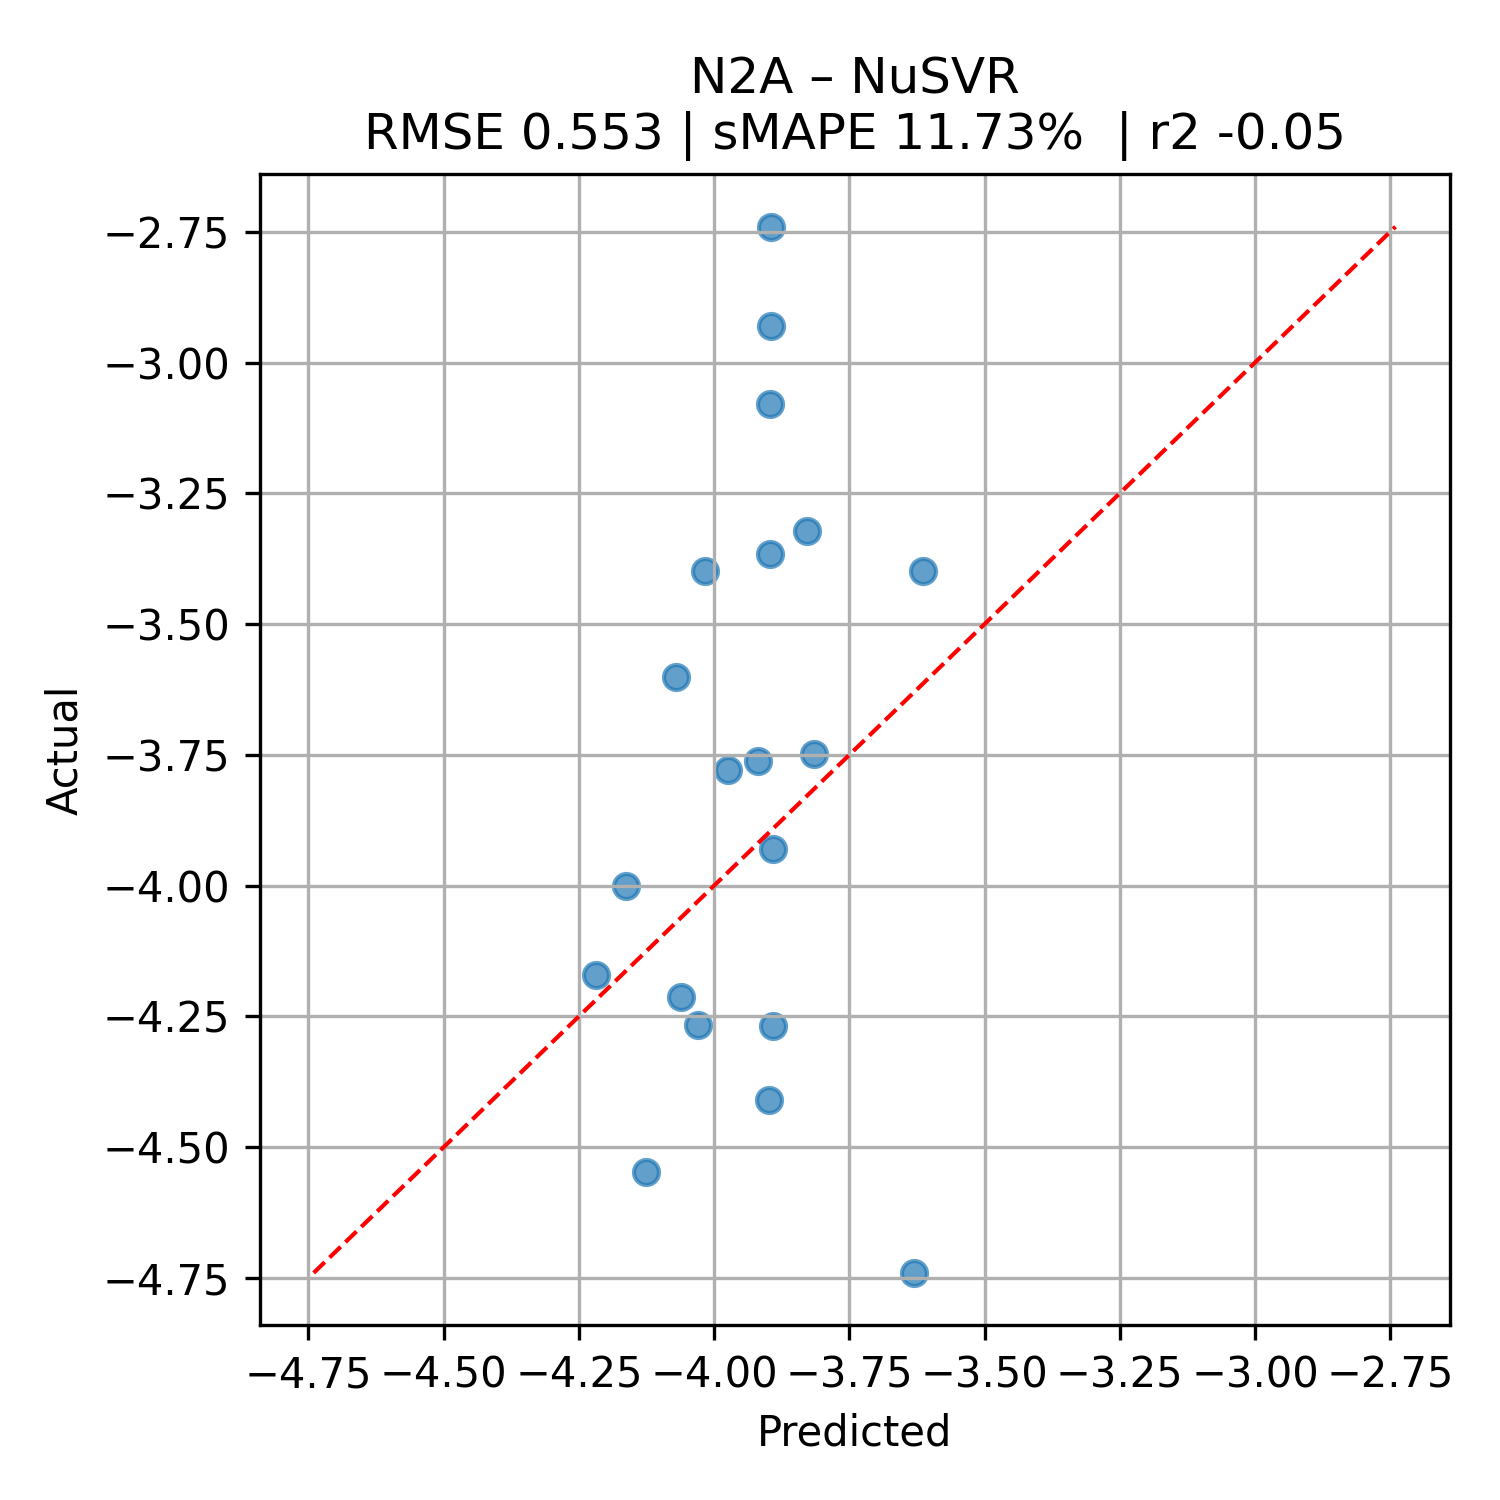 N2A – NuSVR
RMSE 0.553 | sMAPE 11.73%  | r2 -0.05
−2.75
−3.00
−3.25
−3.50
−3.75
−4.00
−4.25
−4.50
−4.75
Actual
−4.75 −4.50 −4.25 −4.00 −3.75 −3.50 −3.25 −3.00 −2.75
Predicted